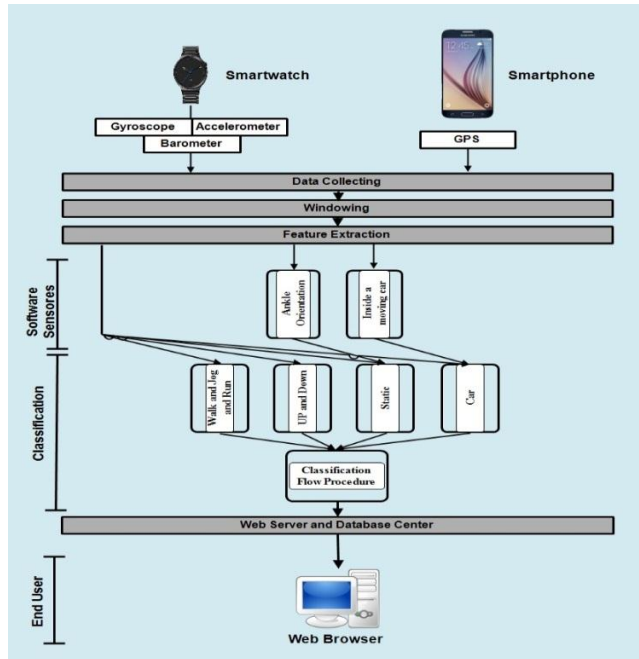 Smartwatch
Smartphone
Gyroscope
Accelerometer
Barometer
GPS
Data Collecting
Windowing
Feature Extraction
Software
Sensores
Ankle
Orientation
Inside a
moving car
Classification
Walk and Jog
and Run
UP and Down
Static
Car
Classification
Flow Procedure
Web Server and Database Center
End User
Web Browser